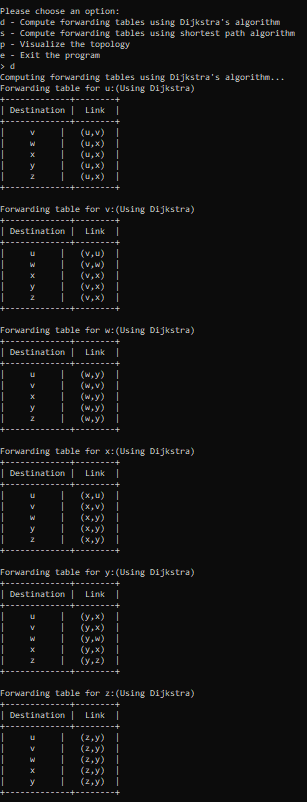 Please choose an option:
d - Compute forwarding tables using Dijkstra's algorithm
s - Compute forwarding tables using shortest path algorithm
p - Visualize the topology
e - Exit the program
> d
Computing forwarding tables using Dijkstra's algorithm...
Forwarding table for u:(Using Dijkstra)
+-------------+--------+
| Destination |  Link  |
+-------------+--------+
|      v      |  (u,v)  |
|      w      |  (u,x)  |
|      x      |  (u,x)  |
|      y      |  (u,x)  |
|      z      |  (u,x)  |
+-------------+--------+
Forwarding table for v:(Using Dijkstra)
+-------------+--------+
| Destination |  Link  |
+-------------+--------+
|      u      |  (v,u)  |
|      w      |  (v,w)  |
|      x      |  (v,x)  |
|      y      |  (v,x)  |
|      z      |  (v,x)  |
+-------------+--------+
Forwarding table for w:(Using Dijkstra)
+-------------+--------+
| Destination |  Link  |
+-------------+--------+
|      u      |  (w,y)  |
|      v      |  (w,v)  |
|      x      |  (w,y)  |
|      y      |  (w,y)  |
|      z      |  (w,y)  |
+-------------+--------+
Forwarding table for x:(Using Dijkstra)
+-------------+--------+
| Destination |  Link  |
+-------------+--------+
|      u      |  (x,u)  |
|      v      |  (x,v)  |
|      w      |  (x,y)  |
|      y      |  (x,y)  |
|      z      |  (x,y)  |
+-------------+--------+
Forwarding table for y:(Using Dijkstra)
+-------------+--------+
| Destination |  Link  |
+-------------+--------+
|      u      |  (y,x)  |
|      v      |  (y,x)  |
|      w      |  (y,w)  |
|      x      |  (y,x)  |
|      z      |  (y,z)  |
+-------------+--------+
Forwarding table for z:(Using Dijkstra)
+-------------+--------+
| Destination |  Link  |
+-------------+--------+
|      u      |  (z,y)  |
|      v      |  (z,y)  |
|      w      |  (z,y)  |
|      x      |  (z,y)  |
|      y      |  (z,y)  |
+-------------+--------+